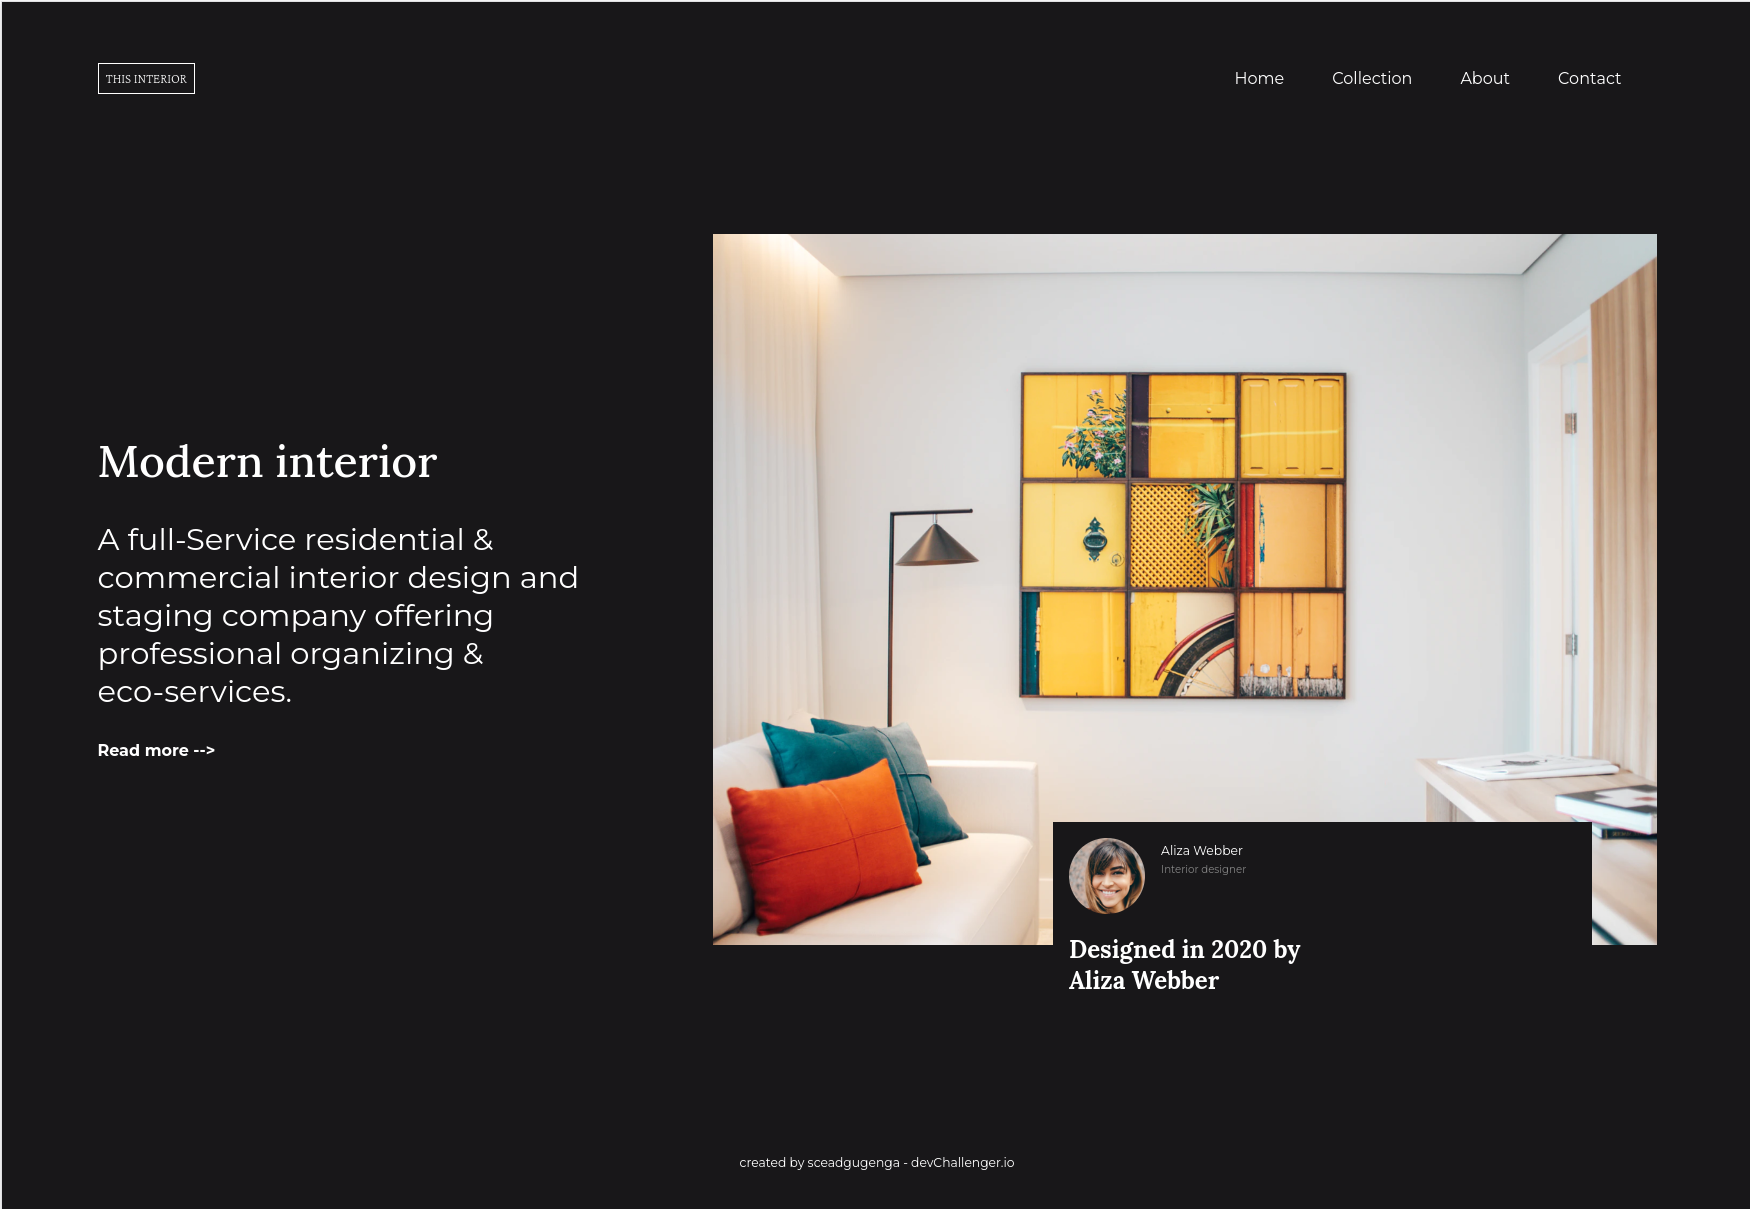 THIS INTERIOR
Home
Collection
About
Contact
Modern interior
A full-Service residential &
commercial interior design and
staging company offering
professional organizing &
eco-services.
Read more -->
Aliza Webber
Interior designer
Designed in 2020 by
Aliza Webber
created by sceadgugenga - devChallenger.io